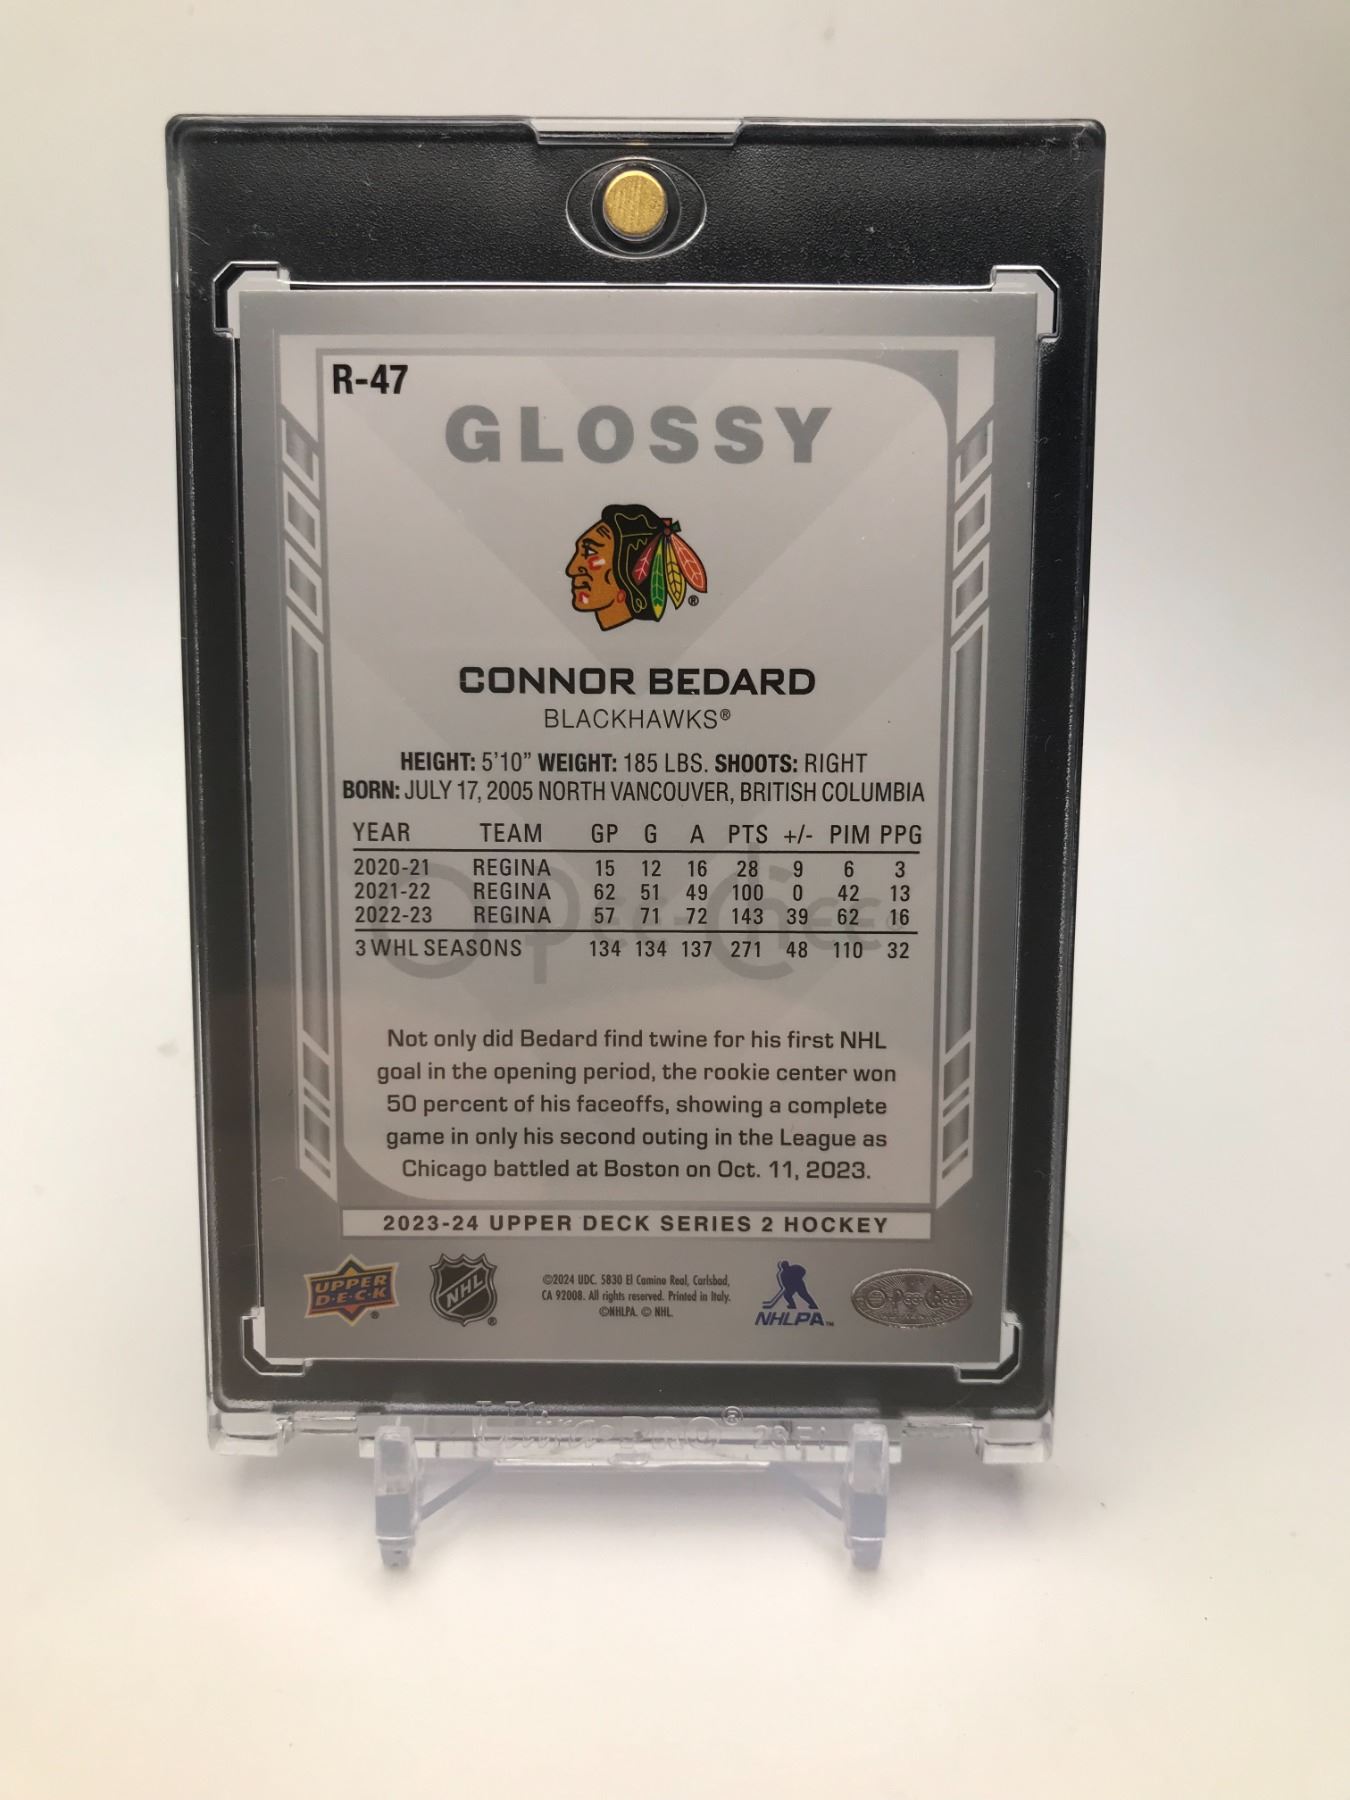 R-47
GLOSSY
®
CONNOR BEDARD
BLACKHAWKS®
HEIGHT: 5'10" WEIGHT: 185 LBS. SHOOTS: RIGHT
BORN: JULY 17, 2005 NORTH VANCOUVER, BRITISH COLUMBIA
YEAR TEAM GP G A PTS +/- PIM PPG
2020-21 REGINA 15 12 16 28 9 6 3
2021-22 REGINA 62 51 49 100 0 42 13
2022-23 REGINA 57 71 72 143 39 62 16
3 WHL SEASONS 134 134 137 271 48 110 32
O-Pee-Chee
Not only did Bedard find twine for his first NHL
goal in the opening period, the rookie center won
50 percent of his faceoffs, showing a complete
game in only his second outing in the League as
Chicago battled at Boston on Oct. 11, 2023.
2023-24 UPPER DECK SERIES 2 HOCKEY
UPPER
D·E·C·K ®
NHL ®
©2024 UDC. 5830 El Camino Real, Carlsbad,
CA 92008. All rights reserved. Printed in Italy.
©NHLPA. © NHL.
NHLPA™
O-Pee-Chee
Ultra·PRO®